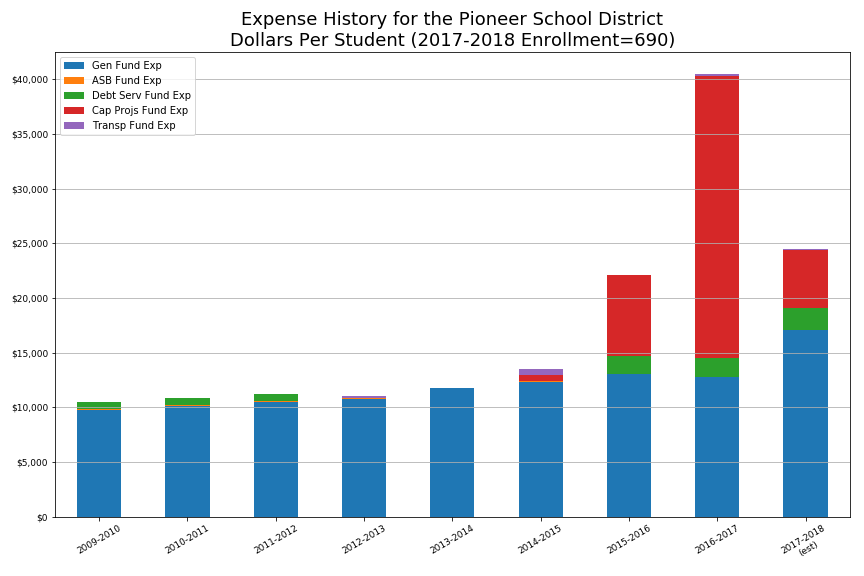 Expense History for the Pioneer School District
Dollars Per Student (2017-2018 Enrollment=690)
Gen Fund Exp
ASB Fund Exp
Debt Serv Fund Exp
Cap Projs Fund Exp
Transp Fund Exp
$40,000
$35,000
$30,000
$25,000
$20,000
$15,000
$10,000
$5,000
$0
2009-2010
2010-2011
2011-2012
2012-2013
2013-2014
2014-2015
2015-2016
2016-2017
2017-2018
(est)